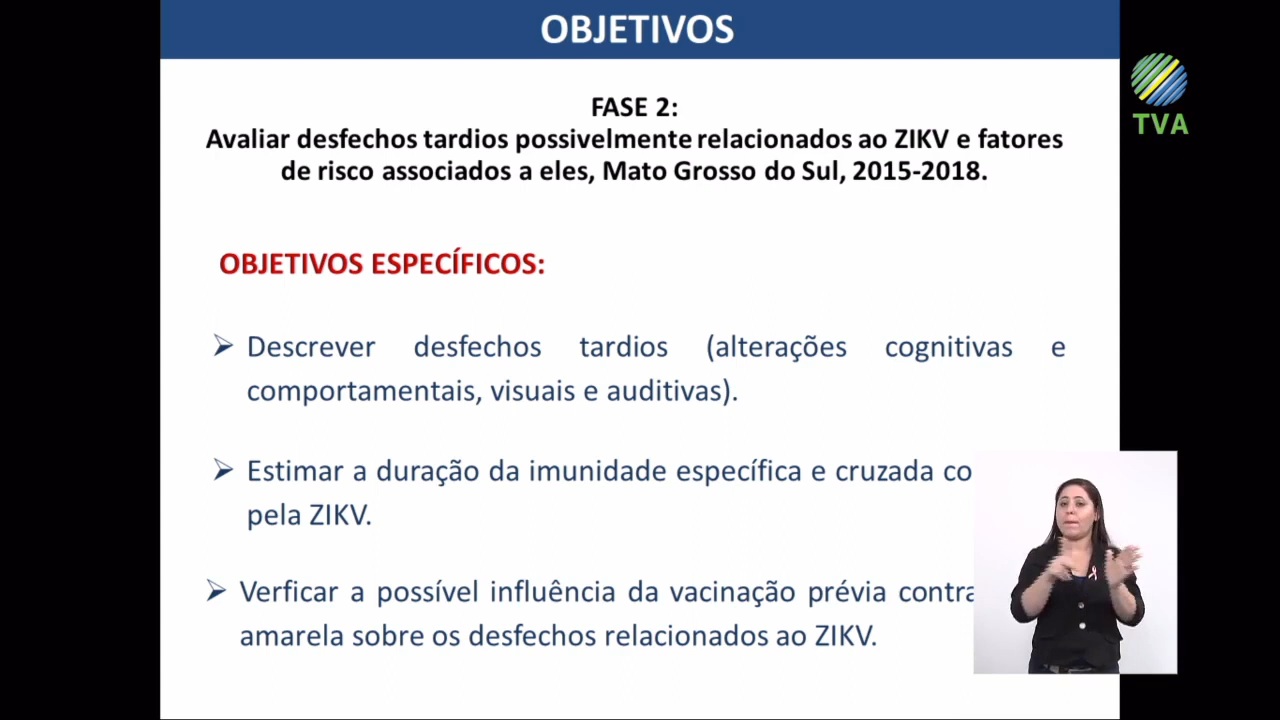 OBJETIVOS
TVA
FASE 2:
Avaliar desfechos tardios possivelmente relacionados ao ZIKV e fatores
de risco associados a eles, Mato Grosso do Sul, 2015-2018.
OBJETIVOS ESPECÍFICOS:
Descrever desfechos tardios (alterações cognitivas e
comportamentais, visuais e auditivas).
Estimar a duração da imunidade específica e cruzada
pela ZIKV.
Verficar a possível influência da vacinação prévia contra
amarela sobre os desfechos relacionados ao ZIKV.